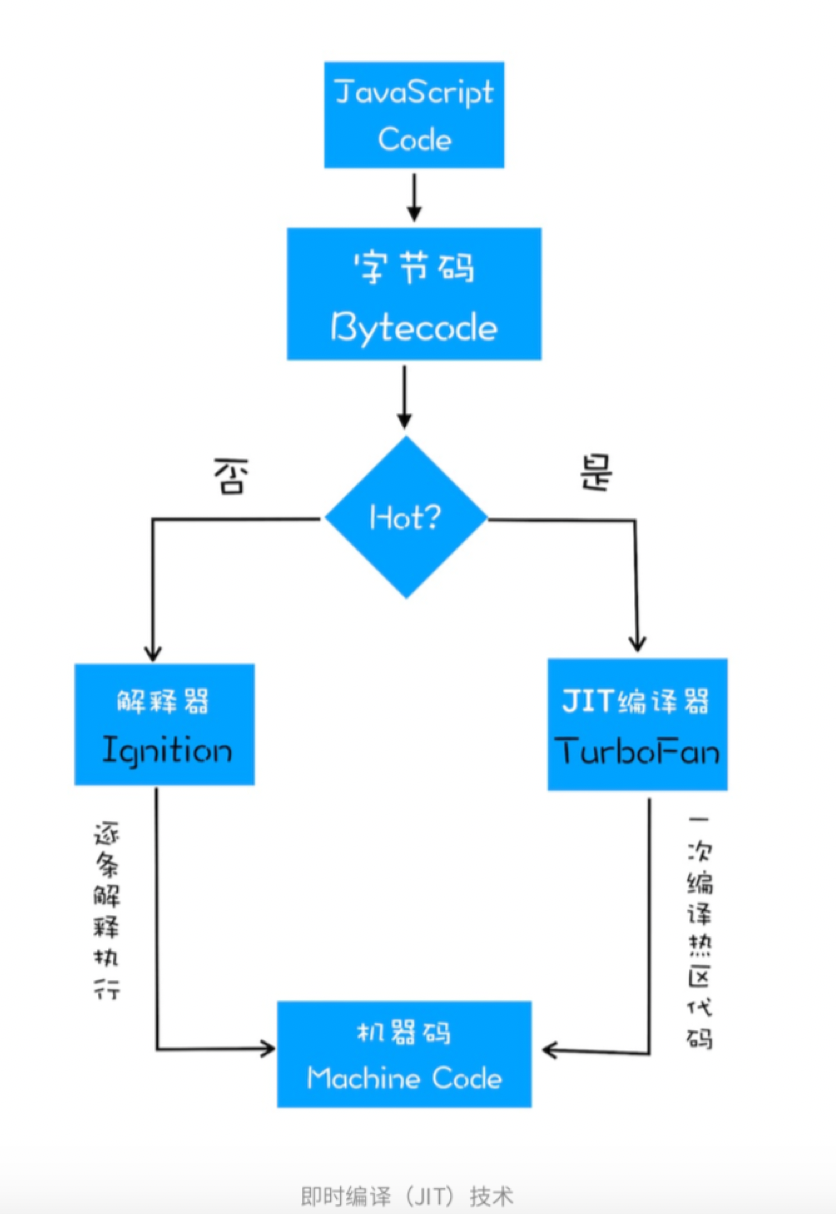 JavaScript
Code
字节码
Bytecode
否
是
Hot?
解释器
Ignition
JIT编译器
TurboFan
逐条解释执行
一次编译热区代码
机器码
Machine Code
即时编译（JIT）技术